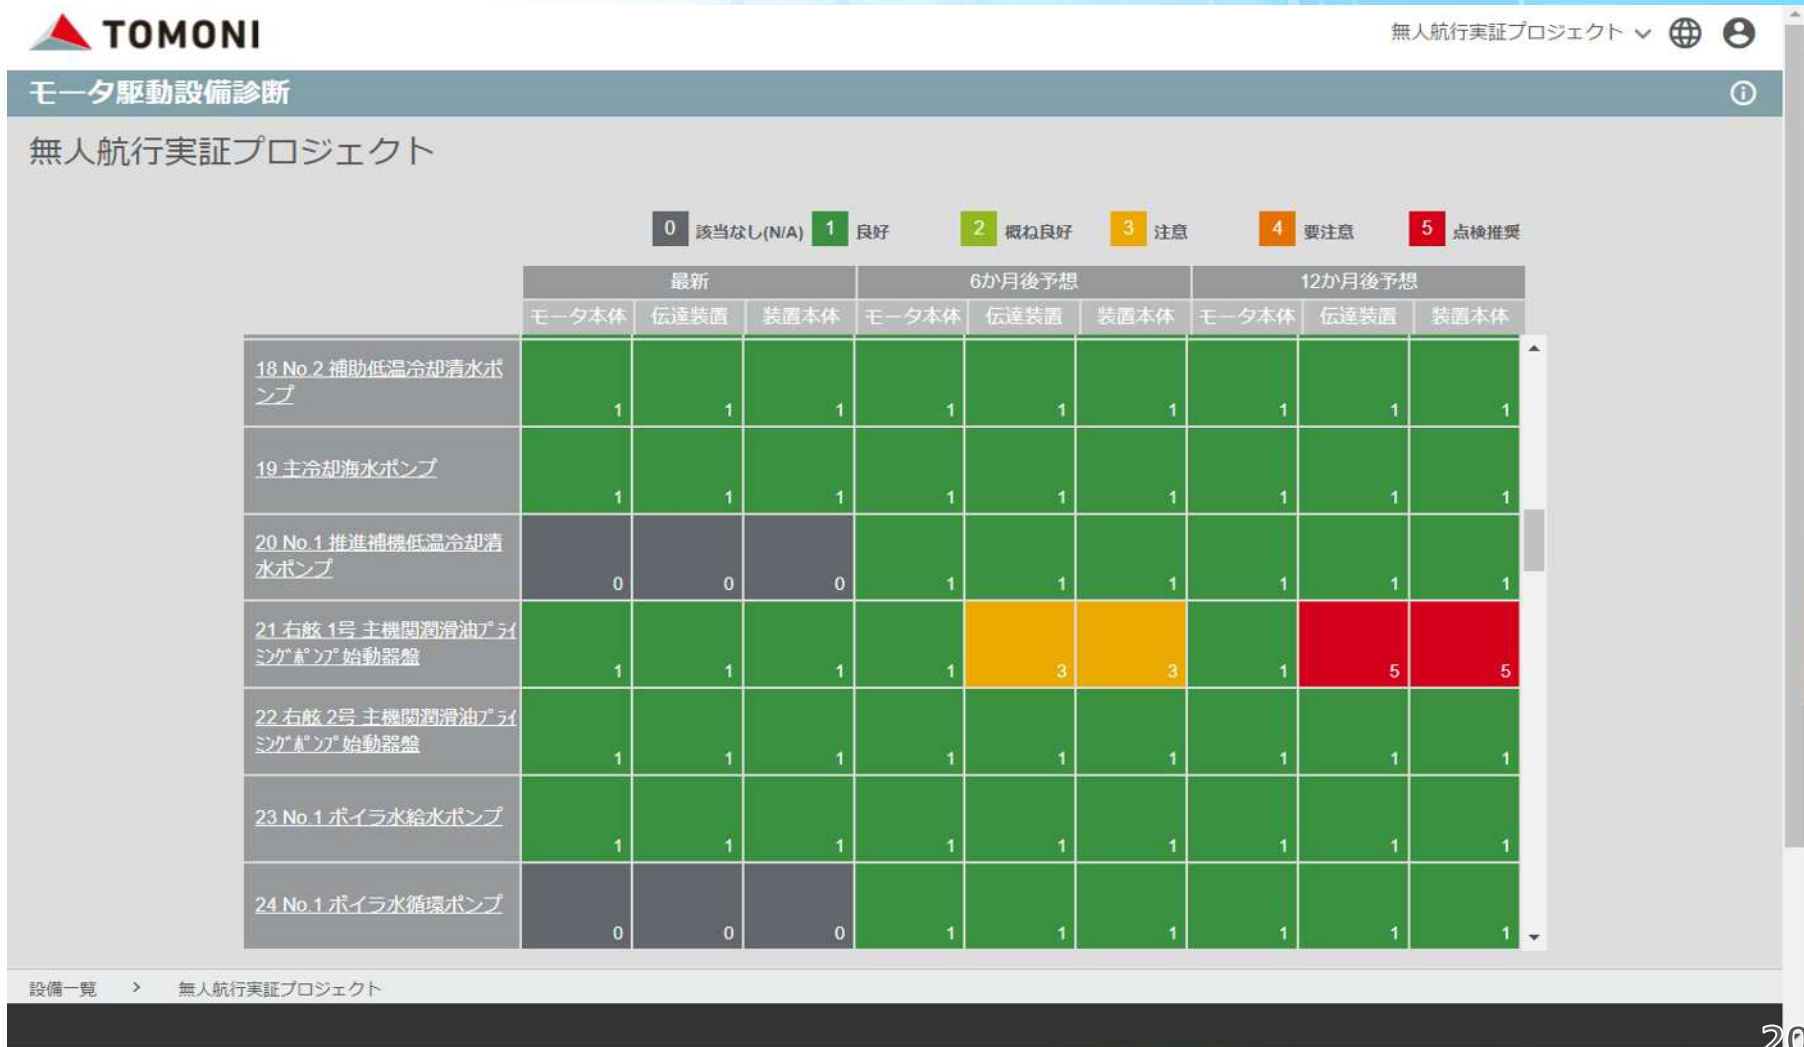 TOMONI
無人航行実証プロジェクト
モータ駆動設備診断
無人航行実証プロジェクト
0 該当なし(N/A) 1 良好 2 概ね良好 3 注意 4 要注意 5 点検推奨
最新 6か月後予想 12か月後予想
モータ本体 伝達装置 装置本体 モータ本体 伝達装置 装置本体 モータ本体 伝達装置 装置本体
18 No.2 補助低温冷却清水ポ
ンプ
1 1 1 1 1 1 1 1 1
19 主冷却海水ポンプ
1 1 1 1 1 1 1 1 1
20 No.1 推進補機低温冷却清
水ポンプ
0 0 0 1 1 1 1 1 1
21 右舷 1号 主機関潤滑油ﾌﾟﾗｲ
ﾐﾝｸﾞﾎﾟﾝﾌﾟ始動器盤
1 1 1 1 3 3 1 5 5
22 右舷 2号 主機関潤滑油ﾌﾟﾗｲ
ﾐﾝｸﾞﾎﾟﾝﾌﾟ始動器盤
1 1 1 1 1 1 1 1 1
23 No.1 ボイラ水給水ポンプ
1 1 1 1 1 1 1 1 1
24 No.1 ボイラ水循環ポンプ
0 0 0 1 1 1 1 1 1
設備一覧 > 無人航行実証プロジェクト
20